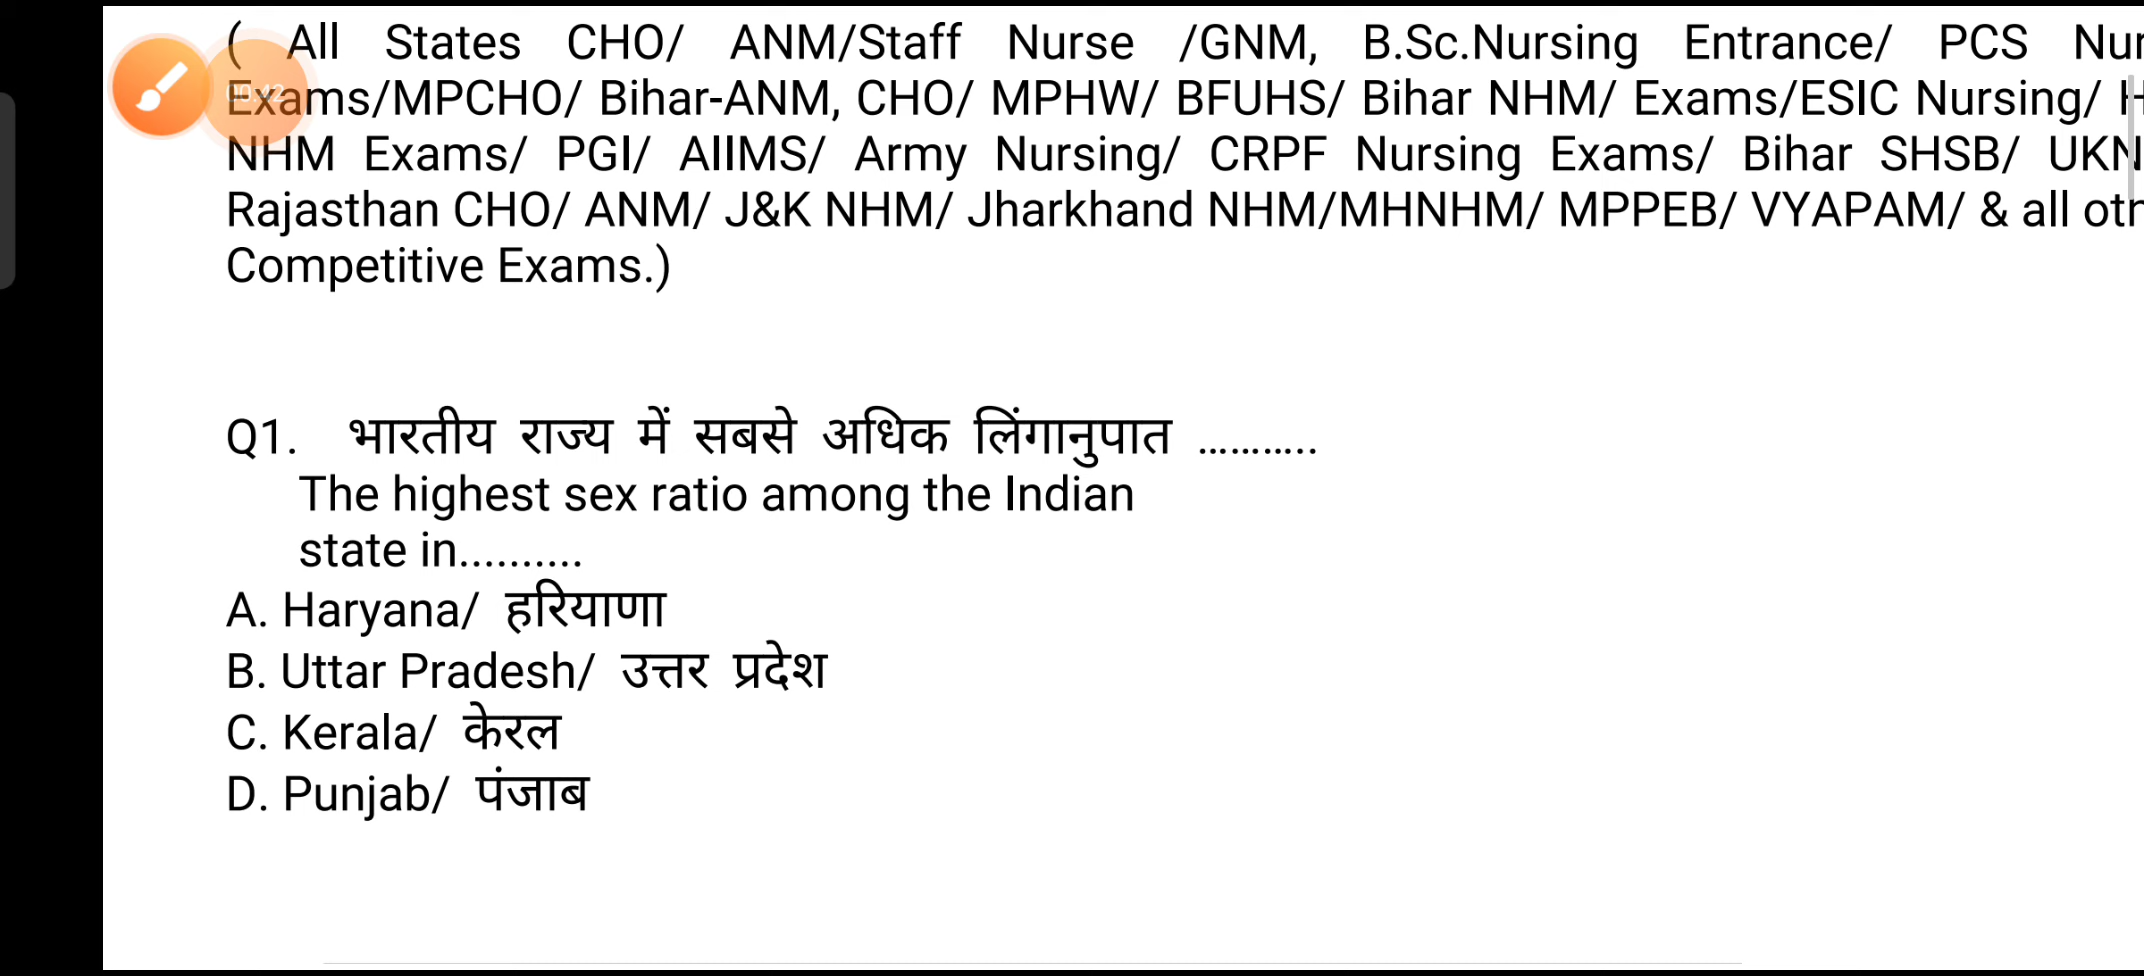 ( All States CHO/ ANM/Staff Nurse /GNM, B.Sc.Nursing Entrance/ PCS
Exams/MPCHO/ Bihar-ANM, CHO/ MPHW/ BFUHS/ Bihar NHM/ Exams/ESIC Nursing/
NHM Exams/ PGI/ AIIMS/ Army Nursing/ CRPF Nursing Exams/ Bihar SHSB/
Rajasthan CHO/ ANM/ J&K NHM/ Jharkhand NHM/MHNHM/ MPPEB/ VYAPAM/ & all
Competitive Exams.)
00:42
Q1. भारतीय राज्य में सबसे अधिक लिंगानुपात ...........
The highest sex ratio among the Indian
state in..........
A. Haryana/ हरियाणा
B. Uttar Pradesh/ उत्तर प्रदेश
C. Kerala/ केरल
D. Punjab/ पंजाब